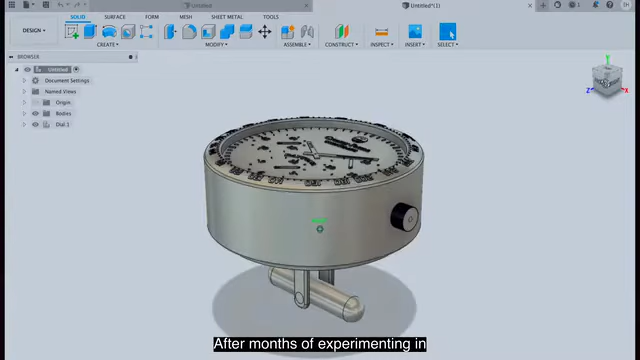 Untitled
Untitled*(1)
SOLID SURFACE FORM MESH SHEET METAL TOOLS
DESIGN
CREATE MODIFY ASSEMBLE CONSTRUCT INSPECT INSERT SELECT
BROWSER
Untitled
Document Settings
Named Views
Origin
Bodies
Dial:1
Y
Z X
After months of experimenting in